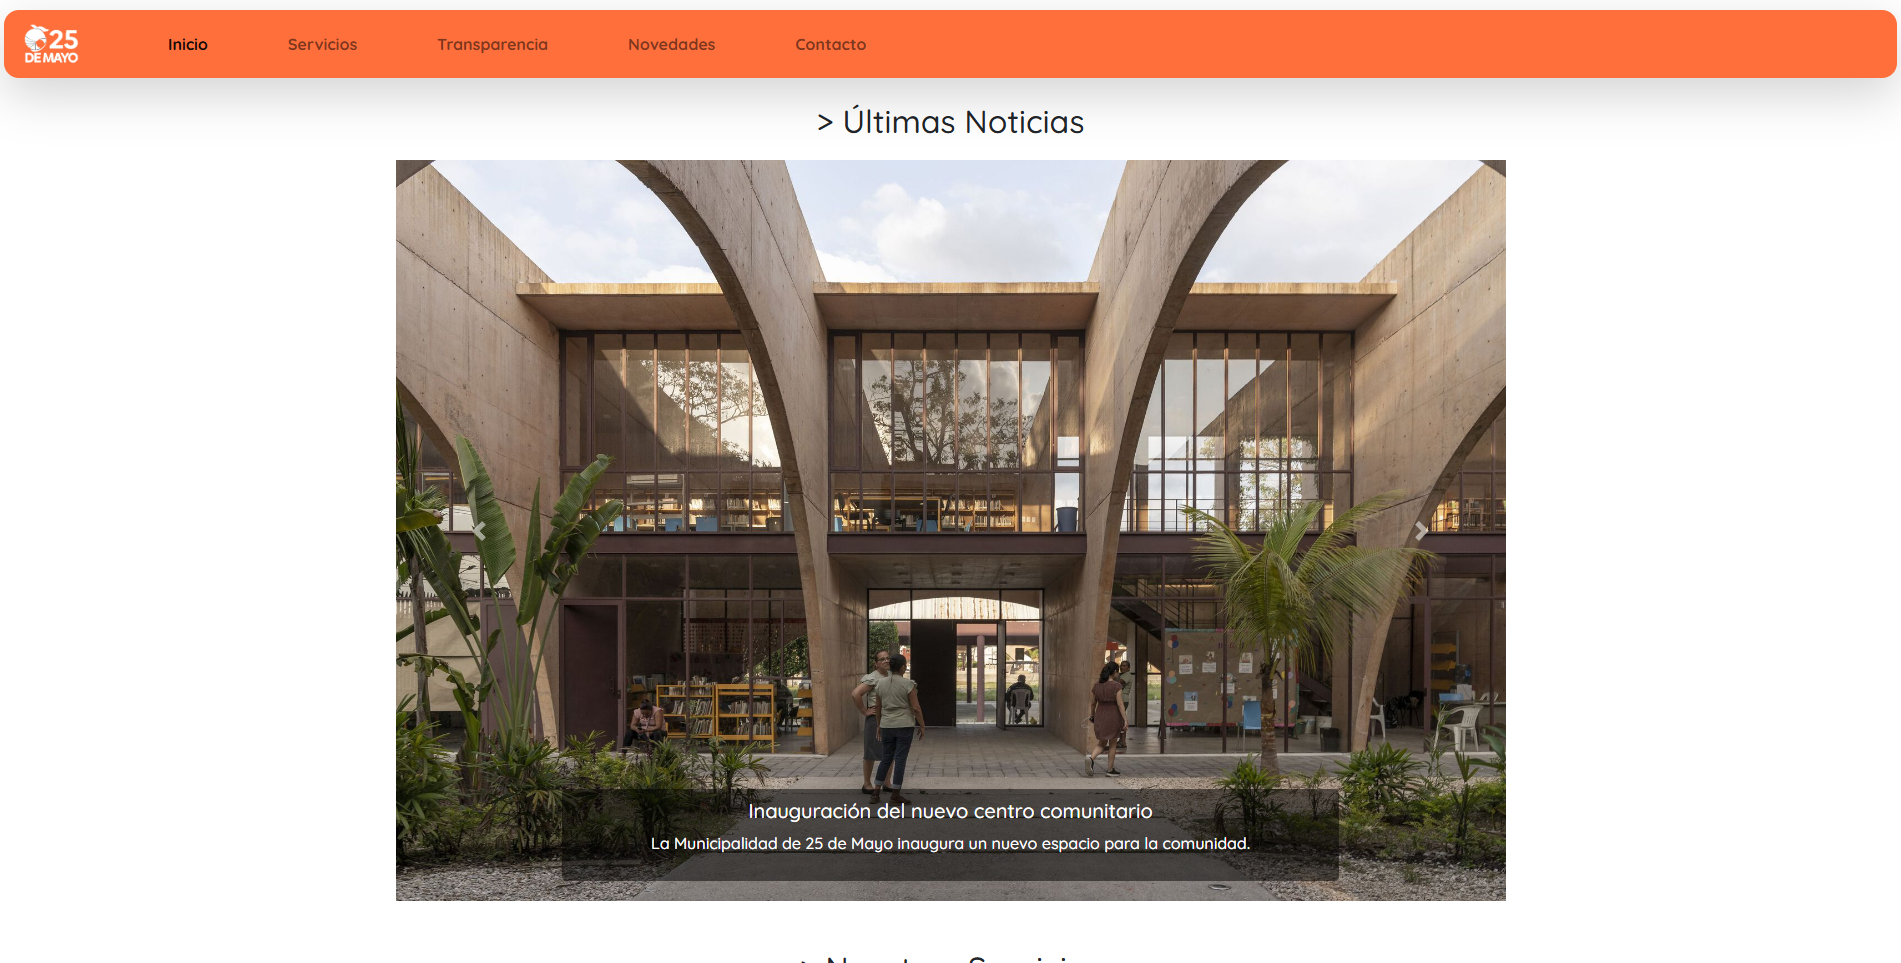 25
DE MAYO
Inicio
Servicios
Transparencia
Novedades
Contacto
> Últimas Noticias
Inauguración del nuevo centro comunitario
La Municipalidad de 25 de Mayo inaugura un nuevo espacio para la comunidad.